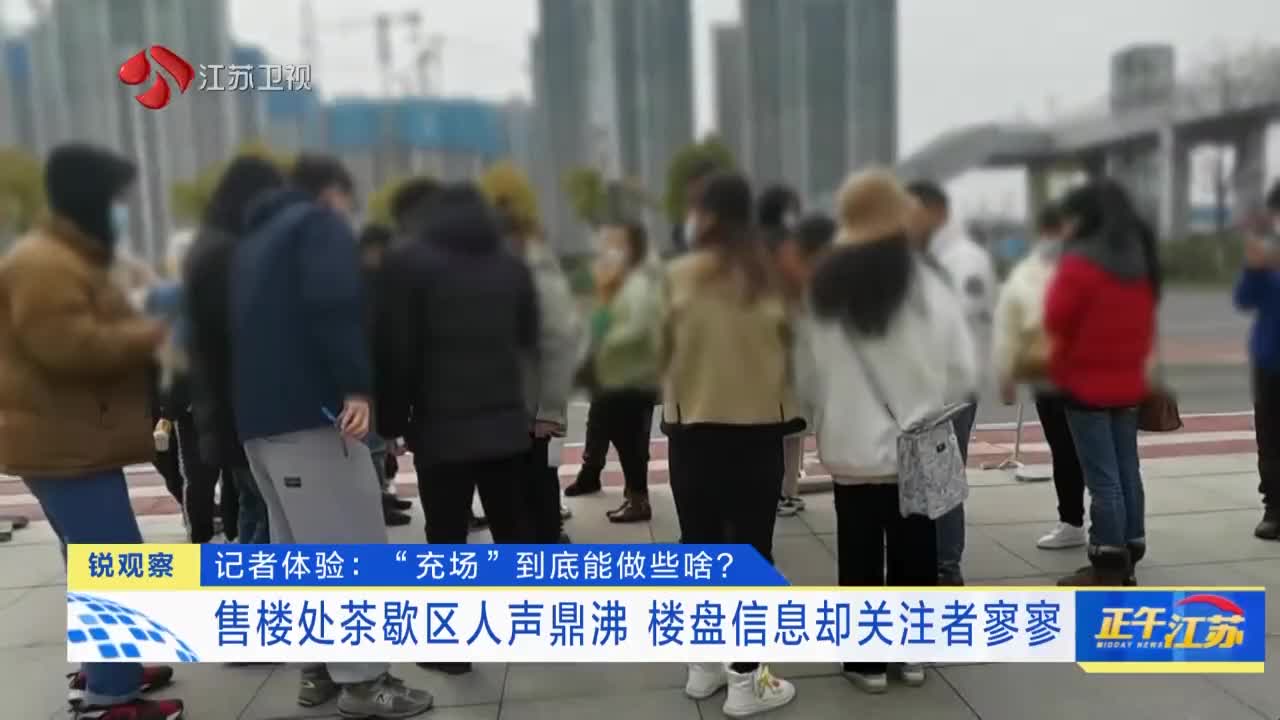 江苏卫视
锐观察
记者体验：“充场”到底能做些啥？
售楼处茶歇区人声鼎沸 楼盘信息却关注者寥寥
正午江苏
MIDDAY NEWS